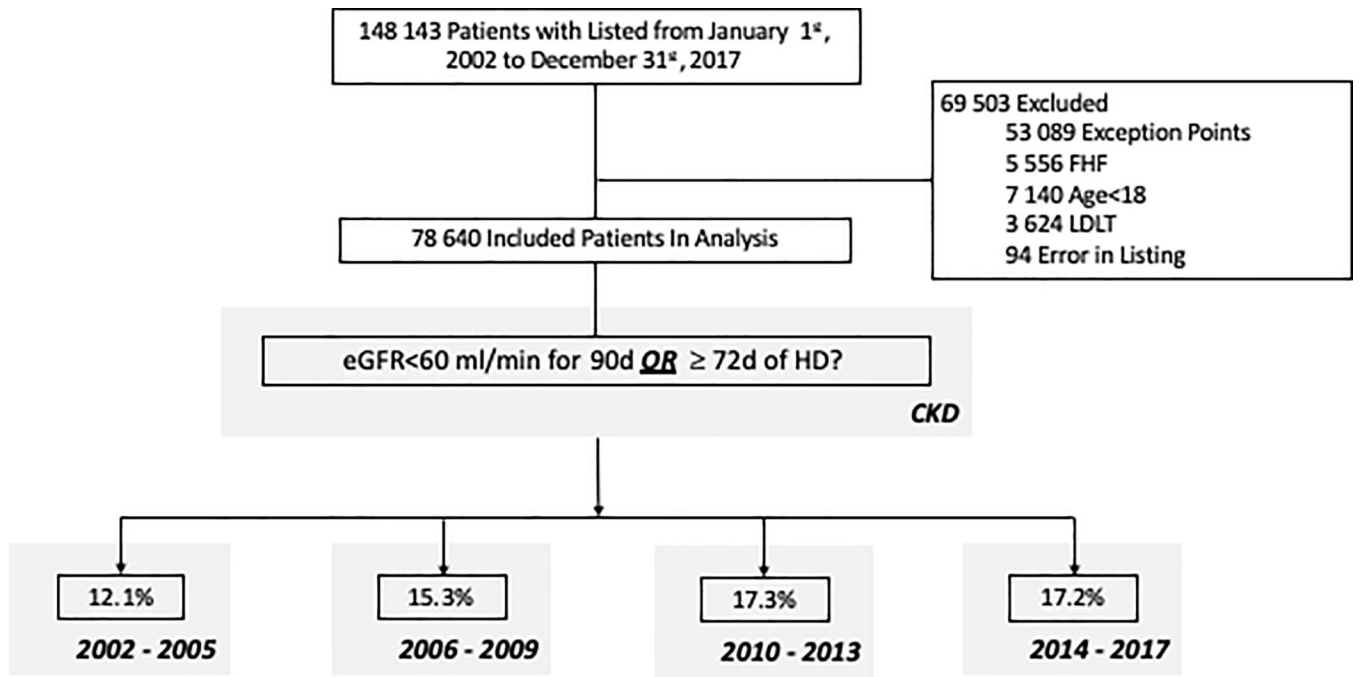 148 143 Patients with Listed from January 1st,
2002 to December 31st, 2017
69 503 Excluded
53 089 Exception Points
5 556 FHF
7 140 Age<18
3 624 LDLT
94 Error in Listing
78 640 Included Patients In Analysis
eGFR<60 ml/min for 90d OR ≥ 72d of HD?
CKD
12.1%
2002 - 2005
15.3%
2006 - 2009
17.3%
2010 - 2013
17.2%
2014 - 2017